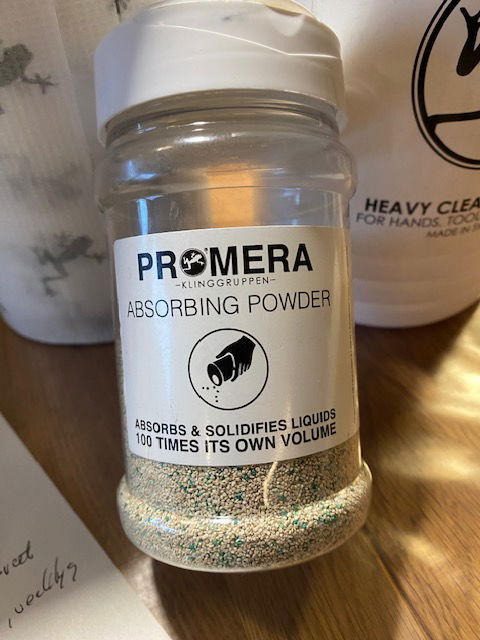 PROMERA
-KLINGGRUPPEN-
ABSORBING POWDER
ABSORBS & SOLIDIFIES LIQUIDS
100 TIMES ITS OWN VOLUME
HEAVY CLEA
FOR HANDS, TOOL
MADE IN